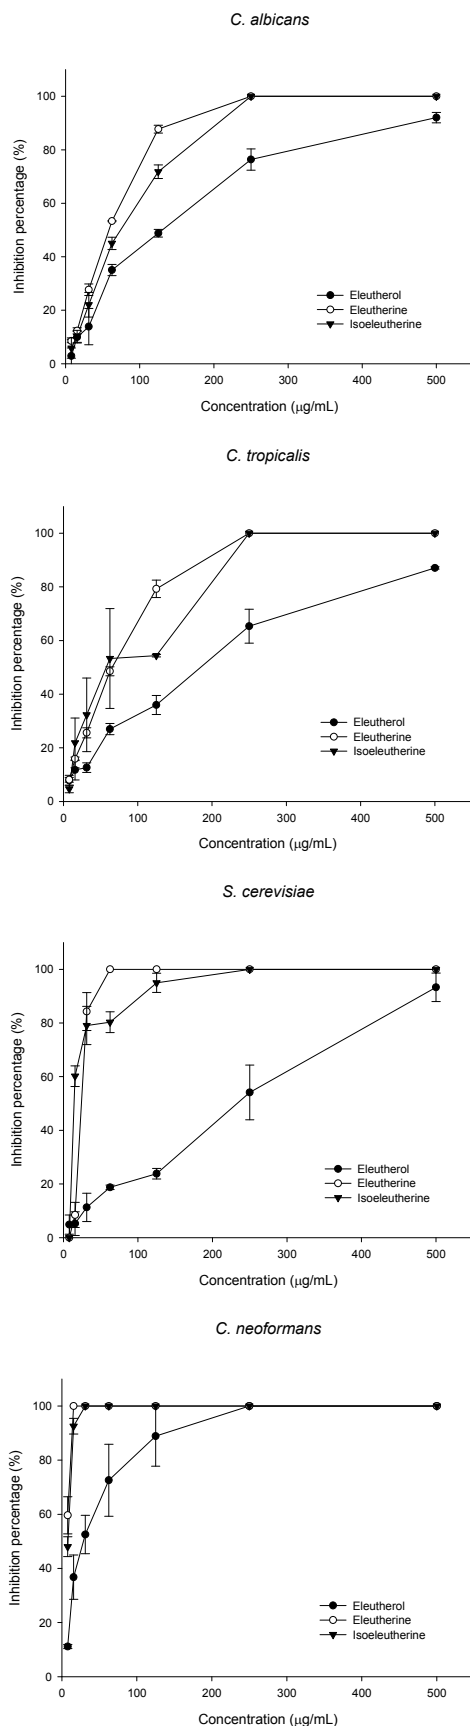 C. albicans
100
80
60
40
20
0
Inhibition percentage (%)
Eleutherol
Eleutherine
Isoeleutherine
0 100 200 300 400 500
Concentration (μg/mL)
C. tropicalis
100
80
60
40
20
0
Inhibition percentage (%)
Eleutherol
Eleutherine
Isoeleutherine
0 100 200 300 400 500
Concentration (μg/mL)
S. cerevisiae
100
80
60
40
20
0
Inhibition percentage (%)
Eleutherol
Eleutherine
Isoeleutherine
0 100 200 300 400 500
Concentration (μg/mL)
C. neoformans
100
80
60
40
20
0
Inhibition percentage (%)
Eleutherol
Eleutherine
Isoeleutherine
0 100 200 300 400 500
Concentration (μg/mL)